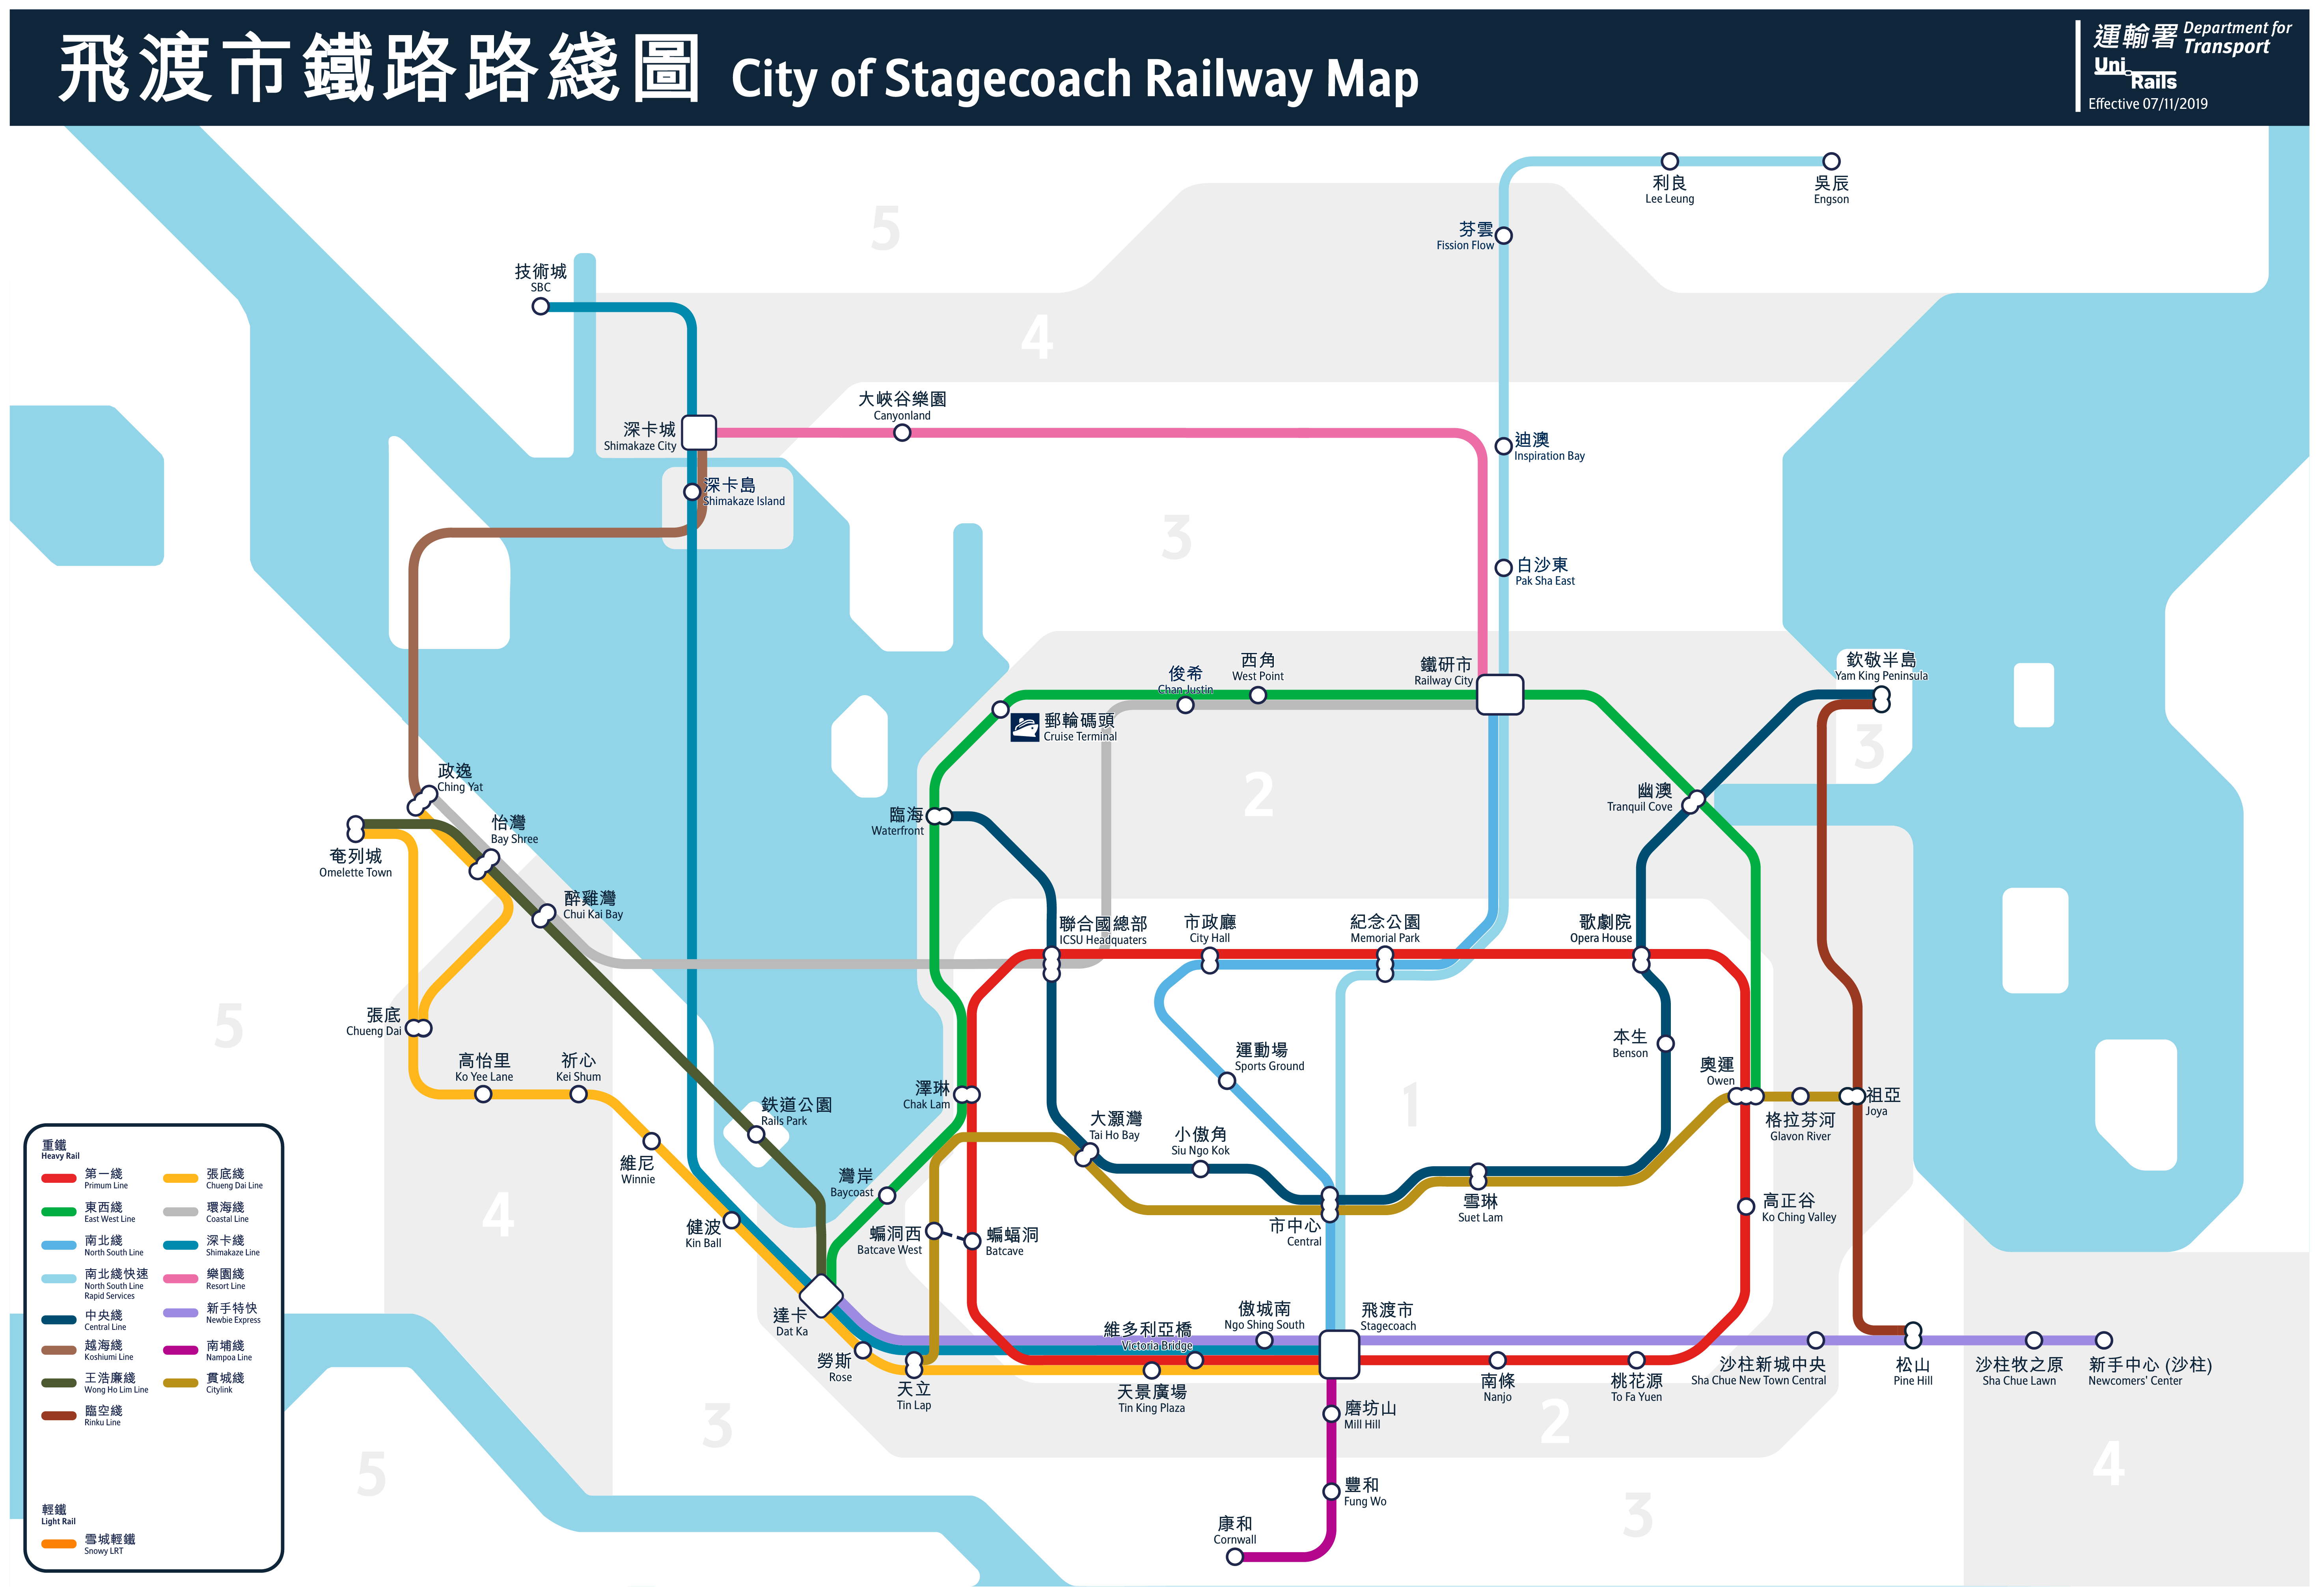 飛渡市鐵路路綫圖 City of Stagecoach Railway Map
運輸署 Department for Transport
Uni Rails
Effective 07/11/2019
利良
Lee Leung
吳辰
Engson
芬雲
Fission Flow
5
技術城
SBC
4
大峽谷樂園
Canyonland
深卡城
Shimakaze City
迪澳
Inspiration Bay
深卡島
Shimakaze Island
3
白沙東
Pak Sha East
俊希
Chan Justin
西角
West Point
鐵研市
Railway City
欽敬半島
Yam King Peninsula
郵輪碼頭
Cruise Terminal
3
政逸
Ching Yat
2
幽澳
Tranquil Cove
臨海
Waterfront
怡灣
Bay Shree
奄列城
Omelette Town
醉雞灣
Chui Kai Bay
聯合國總部
ICSU Headquaters
市政廳
City Hall
紀念公園
Memorial Park
歌劇院
Opera House
5
張底
Chueng Dai
運動場
Sports Ground
本生
Benson
高怡里
Ko Yee Lane
祈心
Kei Shum
澤琳
Chak Lam
奧運
Owen
1
鉄道公園
Rails Park
大灝灣
Tai Ho Bay
小傲角
Siu Ngo Kok
格拉芬河
Glavon River
祖亞
Joya
維尼
Winnie
灣岸
Baycoast
4
健波
Kin Ball
蝙洞西
Batcave West
蝙蝠洞
Batcave
市中心
Central
雪琳
Suet Lam
高正谷
Ko Ching Valley
達卡
Dat Ka
維多利亞橋
Victoria Bridge
傲城南
Ngo Shing South
飛渡市
Stagecoach
勞斯
Rose
天立
Tin Lap
天景廣場
Tin King Plaza
南條
Nanjo
桃花源
To Fa Yuen
沙柱新城中央
Sha Chue New Town Central
松山
Pine Hill
沙柱牧之原
Sha Chue Lawn
新手中心 (沙柱)
Newcomers' Center
磨坊山
Mill Hill
3
2
4
5
豐和
Fung Wo
3
康和
Cornwall
重鐵
Heavy Rail
第一綫
Primum Line
張底綫
Chueng Dai Line
東西綫
East West Line
環海綫
Coastal Line
南北綫
North South Line
深卡綫
Shimakaze Line
南北綫快速
North South Line
Rapid Services
樂園綫
Resort Line
中央綫
Central Line
新手特快
Newbie Express
越海綫
Koshiumi Line
南埔綫
Nampoa Line
王浩廉綫
Wong Ho Lim Line
貫城綫
Citylink
臨空綫
Rinku Line
輕鐵
Light Rail
雪城輕鐵
Snowy LRT